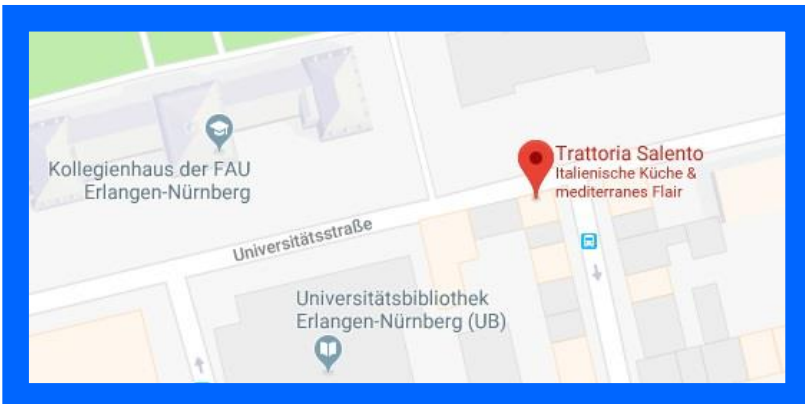 Trattoria Salento
Italienische Küche &
mediterranes Flair
Kollegienhaus der FAU
Erlangen-Nürnberg
Universitätsstraße
Universitätsbibliothek
Erlangen-Nürnberg (UB)